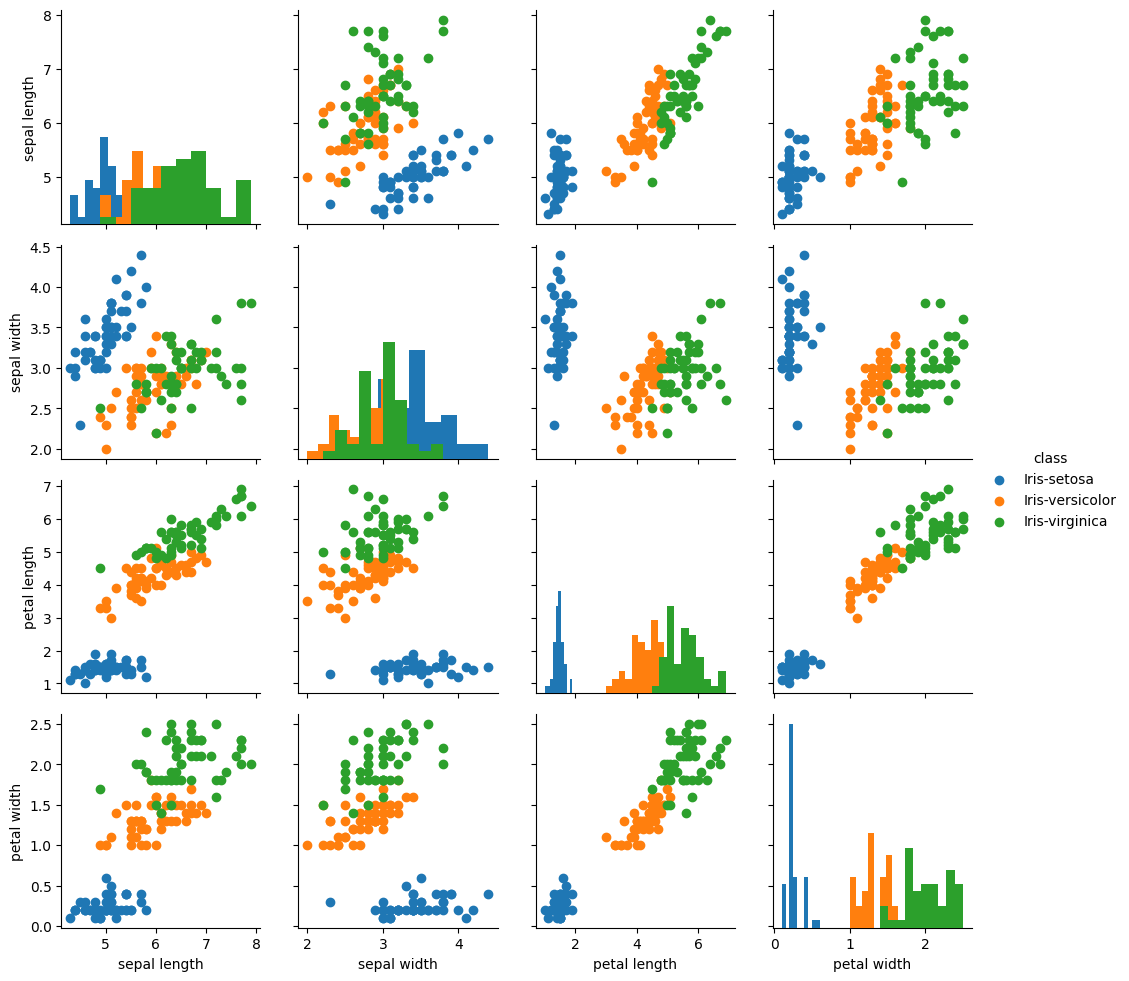 8
7
6
5
sepal length
4.5
4.0
3.5
3.0
2.5
2.0
sepal width
class
Iris-setosa
Iris-versicolor
Iris-virginica
7
6
5
4
3
2
1
petal length
2.5
2.0
1.5
1.0
0.5
0.0
petal width
5 6 7 8
2 3 4
2 4 6
0 1 2
sepal length
sepal width
petal length
petal width